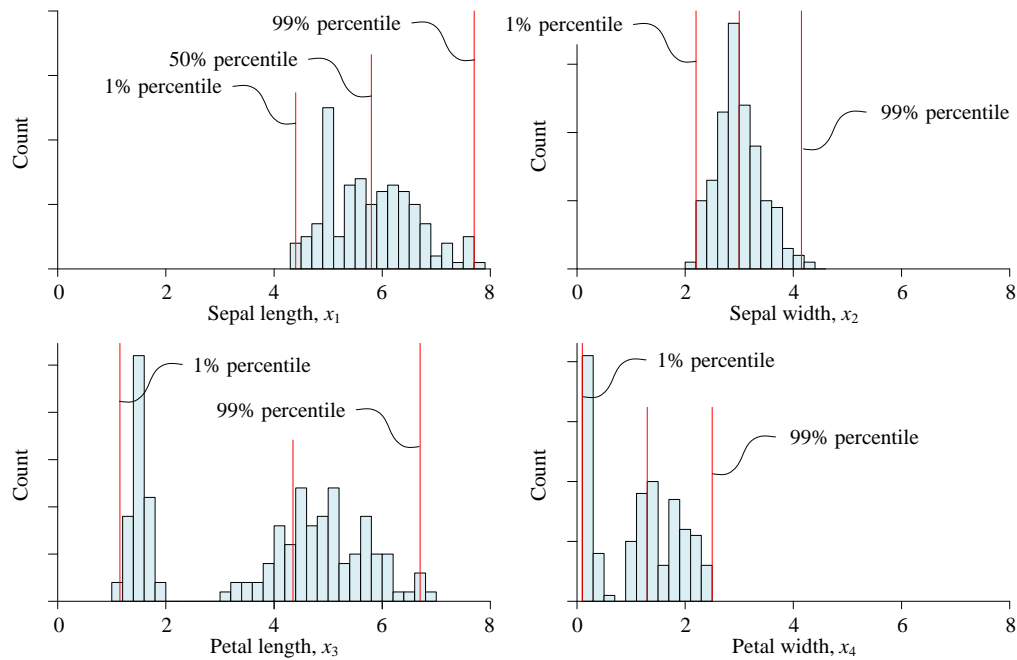 99% percentile
50% percentile
1% percentile
Count
0
2
4
6
8
Sepal length, x1
1% percentile
99% percentile
Count
0
2
4
6
8
Sepal width, x2
1% percentile
99% percentile
Count
0
2
4
6
8
Petal length, x3
1% percentile
99% percentile
Count
0
2
4
6
8
Petal width, x4